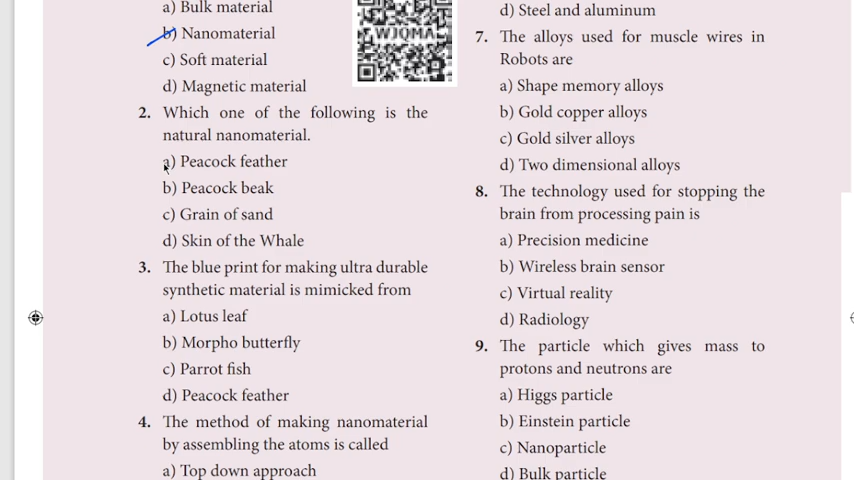 a) Bulk material
b) Nanomaterial
c) Soft material
d) Magnetic material
WJQMA
2. Which one of the following is the
natural nanomaterial.
a) Peacock feather
b) Peacock beak
c) Grain of sand
d) Skin of the Whale
3. The blue print for making ultra durable
synthetic material is mimicked from
a) Lotus leaf
b) Morpho butterfly
c) Parrot fish
d) Peacock feather
4. The method of making nanomaterial
by assembling the atoms is called
a) Top down approach
d) Steel and aluminum
7. The alloys used for muscle wires in
Robots are
a) Shape memory alloys
b) Gold copper alloys
c) Gold silver alloys
d) Two dimensional alloys
8. The technology used for stopping the
brain from processing pain is
a) Precision medicine
b) Wireless brain sensor
c) Virtual reality
d) Radiology
9. The particle which gives mass to
protons and neutrons are
a) Higgs particle
b) Einstein particle
c) Nanoparticle
d) Bulk particle